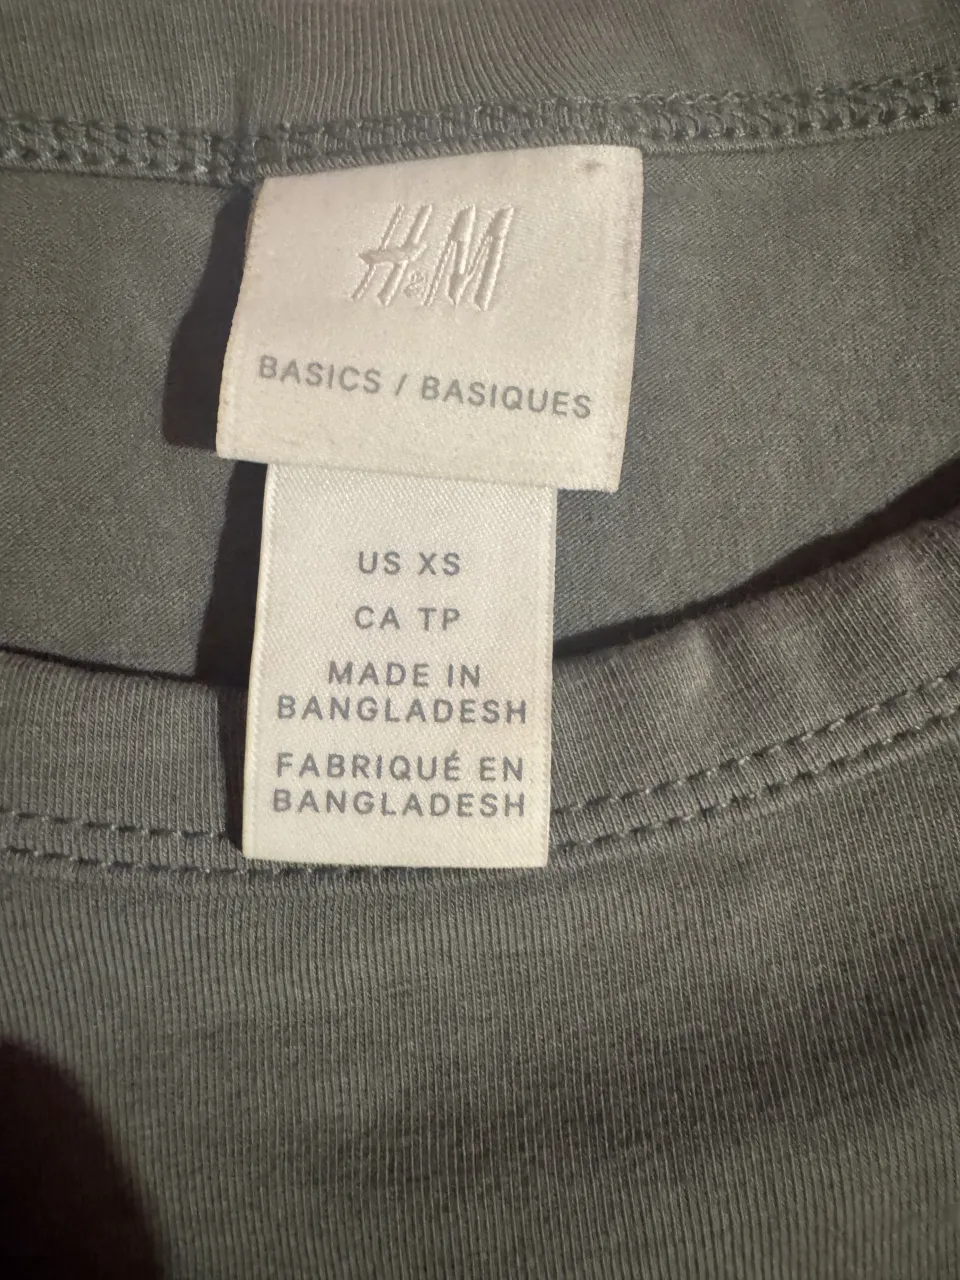 H&M
BASICS / BASIQUES
US XS
CA TP
MADE IN
BANGLADESH
FABRIQUÉ EN
BANGLADESH